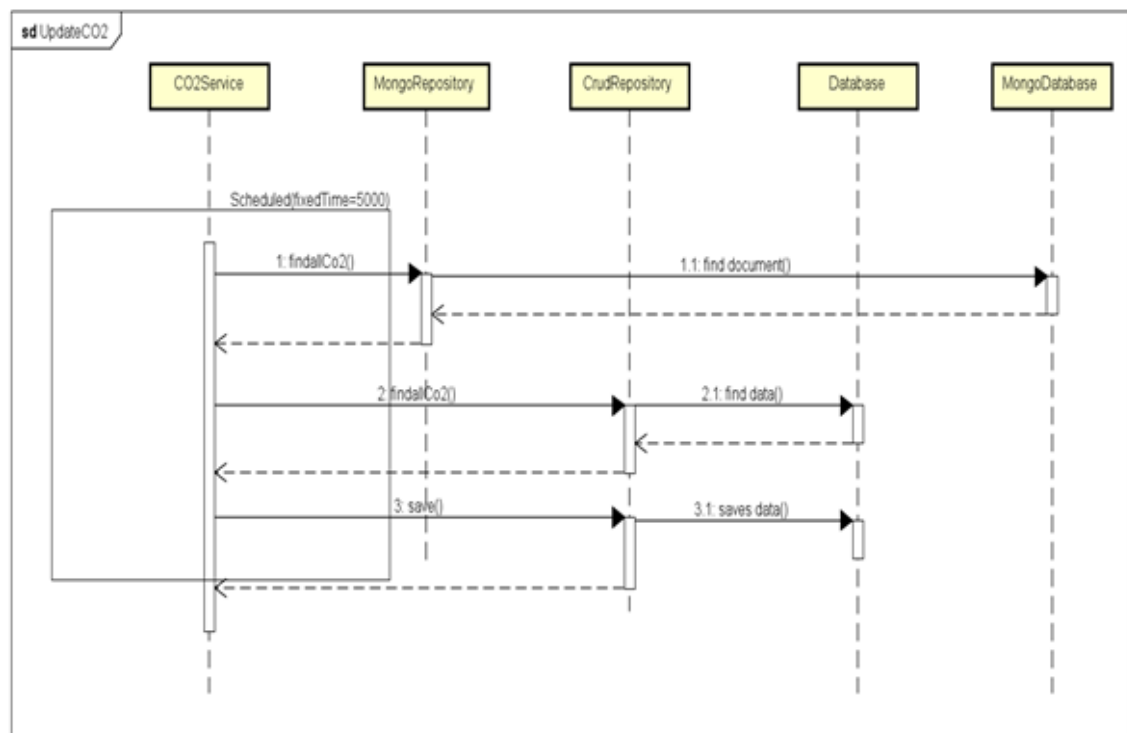 sd UpdateCO2
CO2Service
MongoRepository
CrudRepository
Database
MongoDatabase
Scheduled(fixedTime=5000)
1: findallCo2()
1.1: find document()
2: findallCo2()
2.1: find data()
3: save()
3.1: saves data()